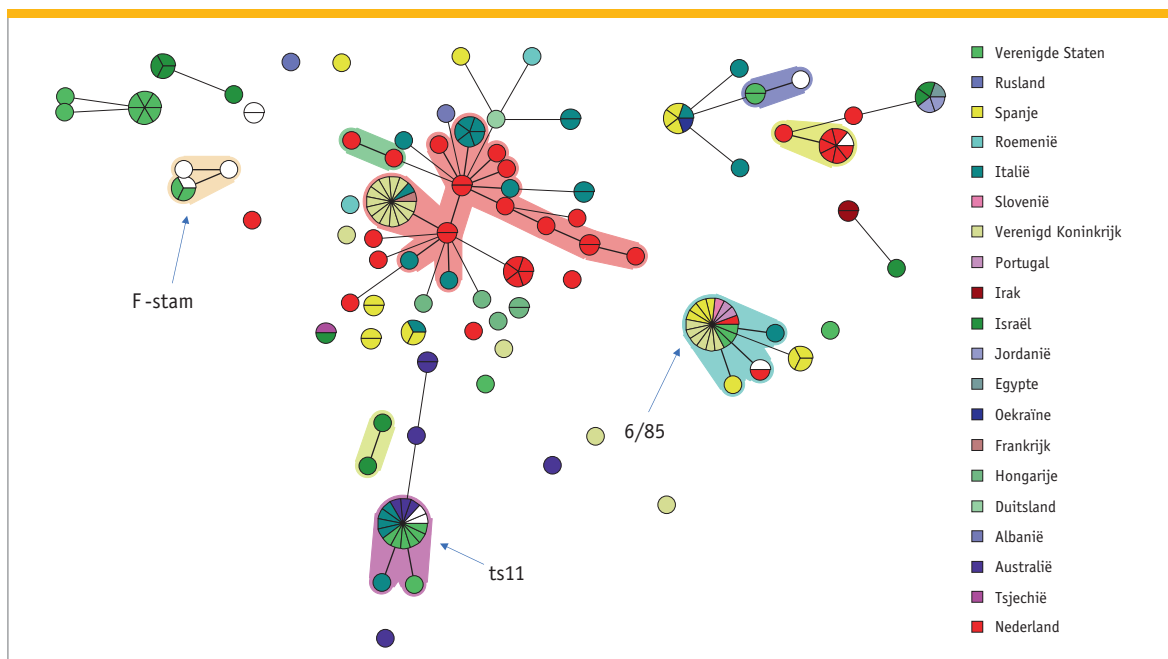 Verenigde Staten
Rusland
Spanje
Roemenië
Italië
Slovenië
Verenigd Koninkrijk
Portugal
Irak
Israël
Jordanië
Egypte
Oekraïne
Frankrijk
Hongarije
Duitsland
Albanië
Australië
Tsjechië
Nederland
F-stam
6/85
ts11